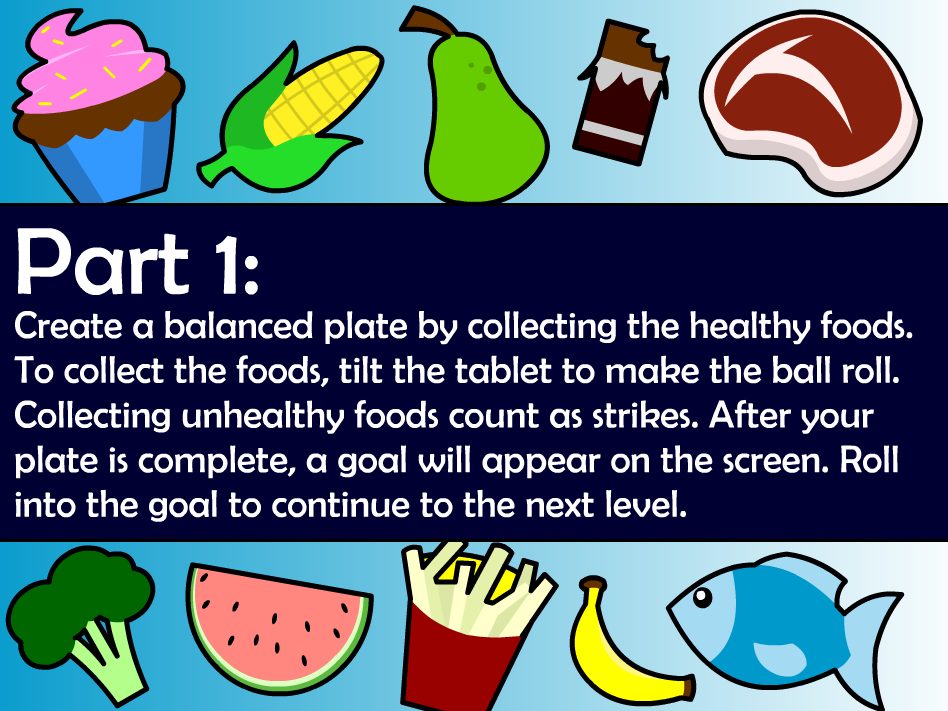 Part 1:
Create a balanced plate by collecting the healthy foods.
To collect the foods, tilt the tablet to make the ball roll.
Collecting unhealthy foods count as strikes. After your
plate is complete, a goal will appear on the screen. Roll
into the goal to continue to the next level.